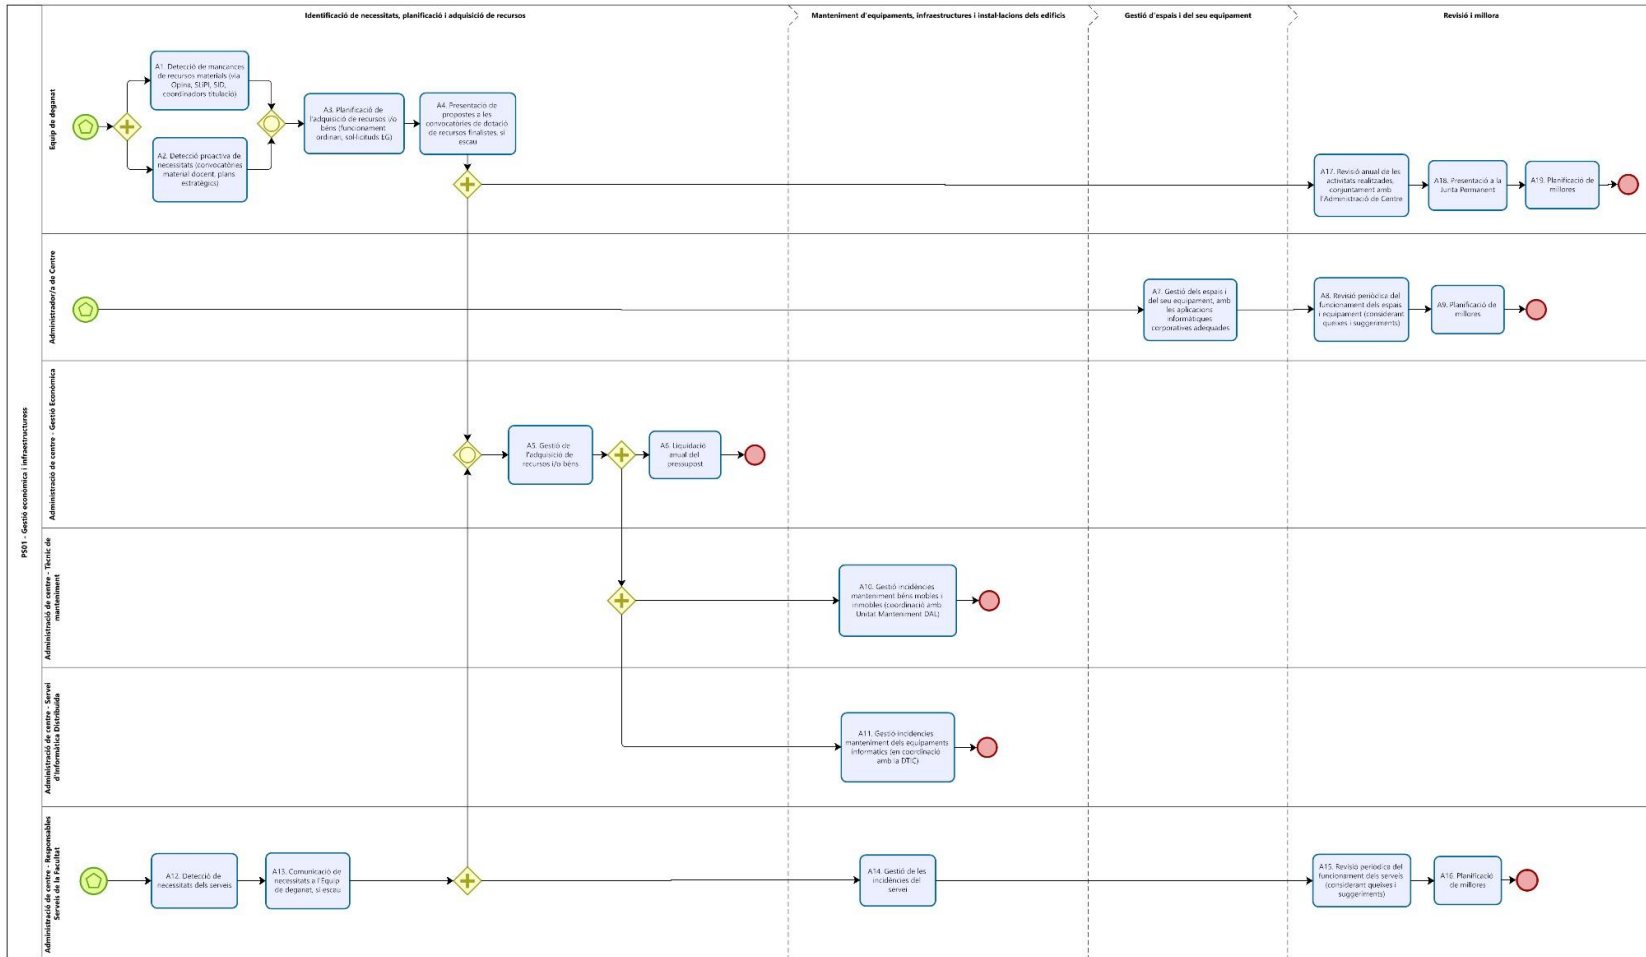 Identificació de necessitats, planificació i adquisició de recursos
Manteniment d'equipaments, infraestructures i instal·lacions dels edificis
Gestió d'espais i del seu equipament
Revisió i millora
PS01 - Gestió econòmica i infraestructuress
Equip de deganat
A1. Detecció de mancances
de recursos materials (via
Opina, SLIPI, SID,
coordinadors titulació)
A2. Detecció proactiva de
necessitats (convocatòries
material docent, plans
estratègics)
A3. Planificació de
l'adquisició de recursos i/o
béns (funcionament
ordinari, sol·licituds EG)
A4. Presentació de
propostes a les
convocatòries de dotació
de recursos finalistes, si
escau
A17. Revisió anual de les
activitats realitzades,
conjuntament amb
l'Administració de Centre
A18. Presentació a la
Junta Permanent
A19. Planificació de
millores
Administrador/a de Centre
A7. Gestió dels espais i
del seu equipament, amb
les aplicacions
informàtiques
corporatives adequades
A8. Revisió periòdica del
funcionament dels espais
i equipament (considerant
queixes i suggeriments)
A9. Planificació de
millores
Administració de centre - Gestió Econòmica
A5. Gestió de
l'adquisició de
recursos i/o béns
A6. Liquidació
anual del
pressupost
Administració de centre - Tècnic de
manteniment
A10. Gestió incidències
manteniment béns mobles i
inmobles (coordinació amb
Unitat Manteniment DAL)
Administració de centre - Servei
d'Informàtica Distribuïda
A11. Gestió incidencies
manteniment dels equipaments
informàtics (en coordinació
amb la DTIC)
Administració de centre - Responsables
Serveis de la Facultat
A12. Detecció de
necessitats dels serveis
A13. Comunicació de
necessitats a l'Equip
de deganat, si escau
A14. Gestió de les
incidències del
servei
A15. Revisió periòdica del
funcionament dels serveis
(considerant queixes i
suggeriments)
A16. Planificació
de millores